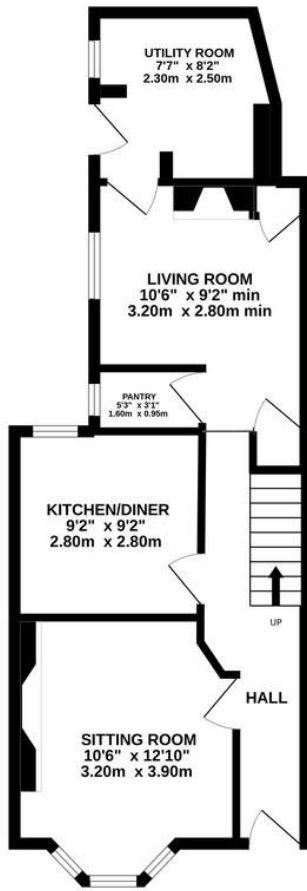 UTILITY ROOM
7'7" x 8'2"
2.30m x 2.50m
LIVING ROOM
10'6" x 9'2" min
3.20m x 2.80m min
PANTRY
5'3" x 3'1"
1.60m x 0.95m
KITCHEN/DINER
9'2" x 9'2"
2.80m x 2.80m
UP
HALL
SITTING ROOM
10'6" x 12'10"
3.20m x 3.90m